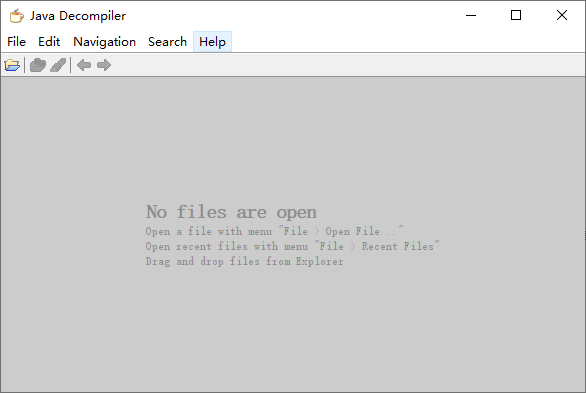 Java Decompiler
File Edit Navigation Search Help
No files are open
Open a file with menu "File > Open File..."
Open recent files with menu "File > Recent Files"
Drag and drop files from Explorer